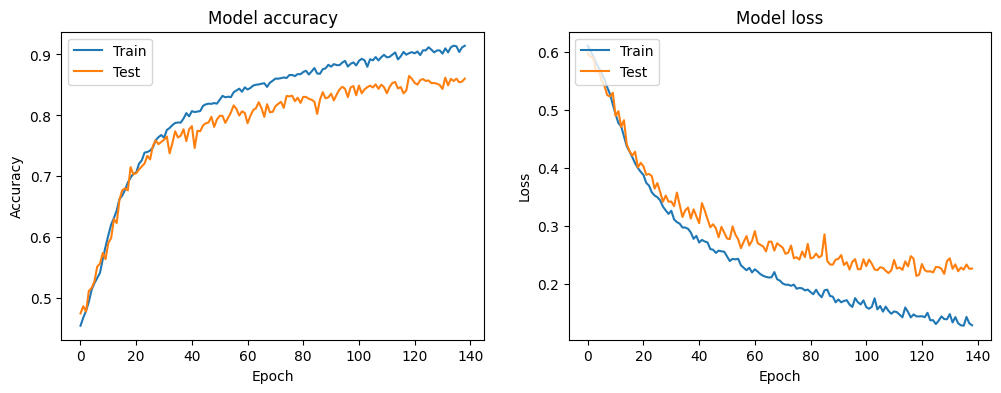 Model accuracy
Train
Test
0.9
0.8
0.7
0.6
0.5
Accuracy
0 20 40 60 80 100 120 140
Epoch
Model loss
Train
Test
0.6
0.5
0.4
0.3
0.2
Loss
0 20 40 60 80 100 120 140
Epoch